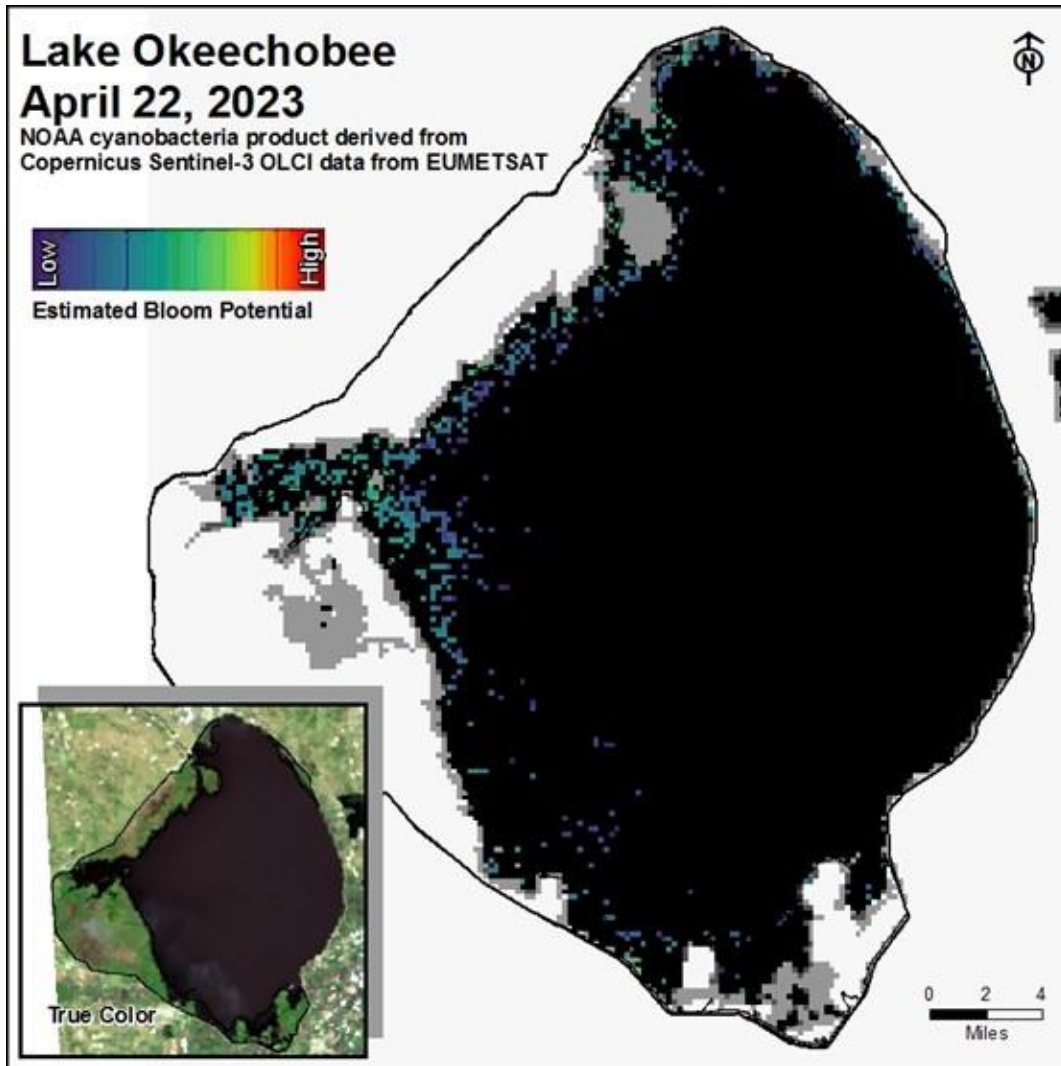 Lake Okeechobee
April 22, 2023
NOAA cyanobacteria product derived from
Copernicus Sentinel-3 OLCI data from EUMETSAT
N
Low
High
Estimated Bloom Potential
True Color
0 2 4
Miles